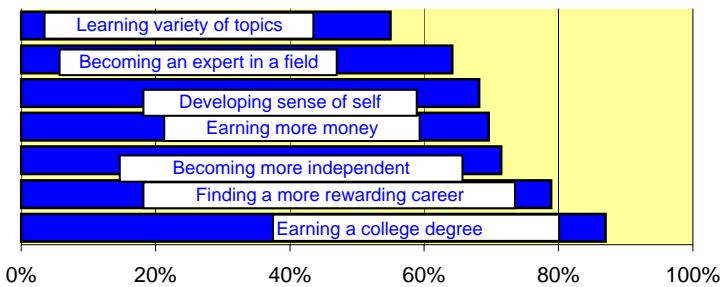 Learning variety of topics
Becoming an expert in a field
Developing sense of self
Earning more money
Becoming more independent
Finding a more rewarding career
Earning a college degree
0% 20% 40% 60% 80% 100%